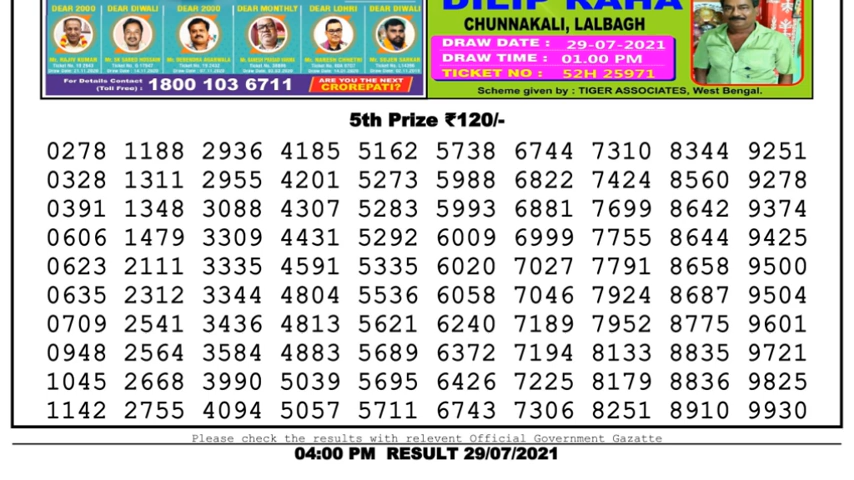 DEAR 2000 DEAR DIWALI DEAR 2000 DEAR MONTHLY DEAR LOHRI DEAR DIWALI
For Details Contact
(Toll Free) : 1800 103 6711
ARE YOU THE NEXT
CROREPATI?
DILIP RAHA
CHUNNAKALI, LALBAGH
DRAW DATE : 29-07-2021
DRAW TIME : 01.00 PM
TICKET NO : 52H 25971
Scheme given by : TIGER ASSOCIATES, West Bengal.
5th Prize ₹120/-
0278 1188 2936 4185 5162 5738 6744 7310 8344 9251
0328 1311 2955 4201 5273 5988 6822 7424 8560 9278
0391 1348 3088 4307 5283 5993 6881 7699 8642 9374
0606 1479 3309 4431 5292 6009 6999 7755 8644 9425
0623 2111 3335 4591 5335 6020 7027 7791 8658 9500
0635 2312 3344 4804 5536 6058 7046 7924 8687 9504
0709 2541 3436 4813 5621 6240 7189 7952 8775 9601
0948 2564 3584 4883 5689 6372 7194 8133 8835 9721
1045 2668 3990 5039 5695 6426 7225 8179 8836 9825
1142 2755 4094 5057 5711 6743 7306 8251 8910 9930
Please check the results with relevent Official Government Gazatte
04:00 PM RESULT 29/07/2021